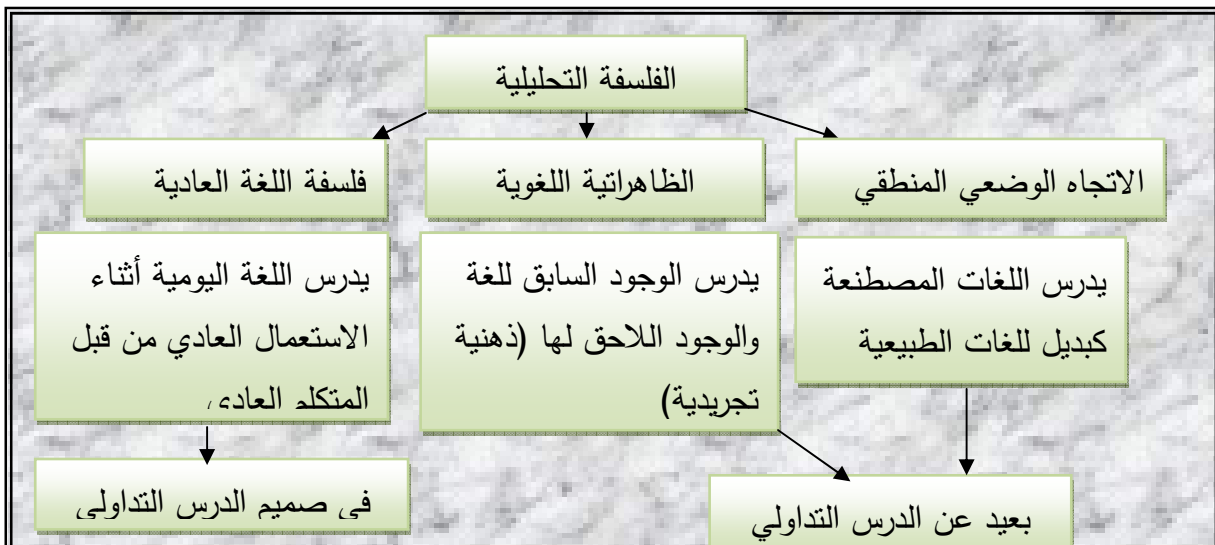 الفلسفة التحليلية
الاتجاه الوضعي المنطقي
الظاهراتية اللغوية
فلسفة اللغة العادية
يدرس اللغات المصطنعة
كبديل للغات الطبيعية
يدرس الوجود السابق للغة
والوجود اللاحق لها (ذهنية
تجريدية)
يدرس اللغة اليومية أثناء
الاستعمال العادي من قبل
المتكلم العادي
بعيد عن الدرس التداولي
في صميم الدرس التداولي